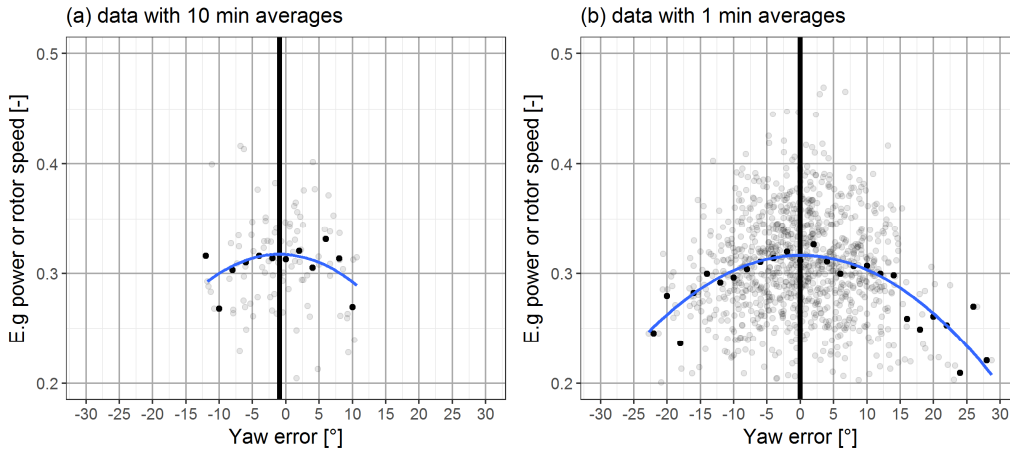 (a) data with 10 min averages
E.g power or rotor speed [-]
0.5
0.4
0.3
0.2
-30 -25 -20 -15 -10 -5 0 5 10 15 20 25 30
Yaw error [°]
(b) data with 1 min averages
E.g power or rotor speed [-]
0.5
0.4
0.3
0.2
-30 -25 -20 -15 -10 -5 0 5 10 15 20 25 30
Yaw error [°]